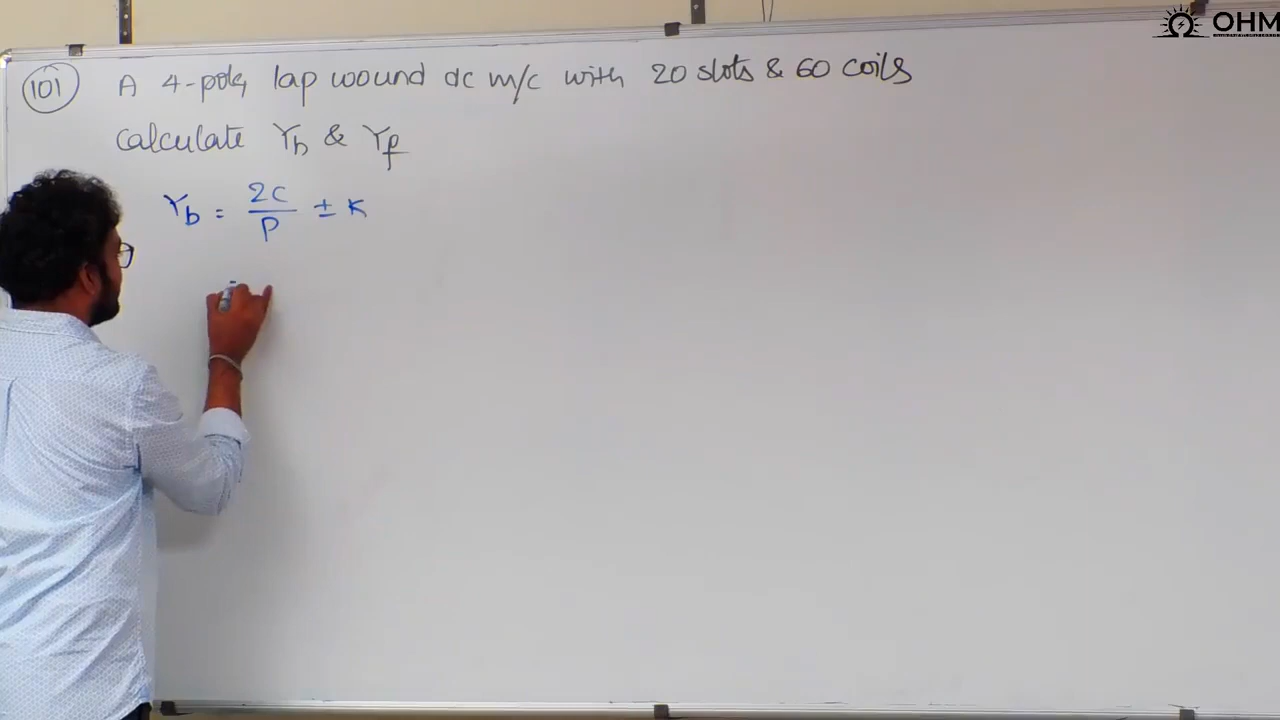 OHM
101 A 4-pole, lap wound dc m/c with 20 slots & 60 coils
Calculate Yb & Yf
Yb = 2C/P ± K